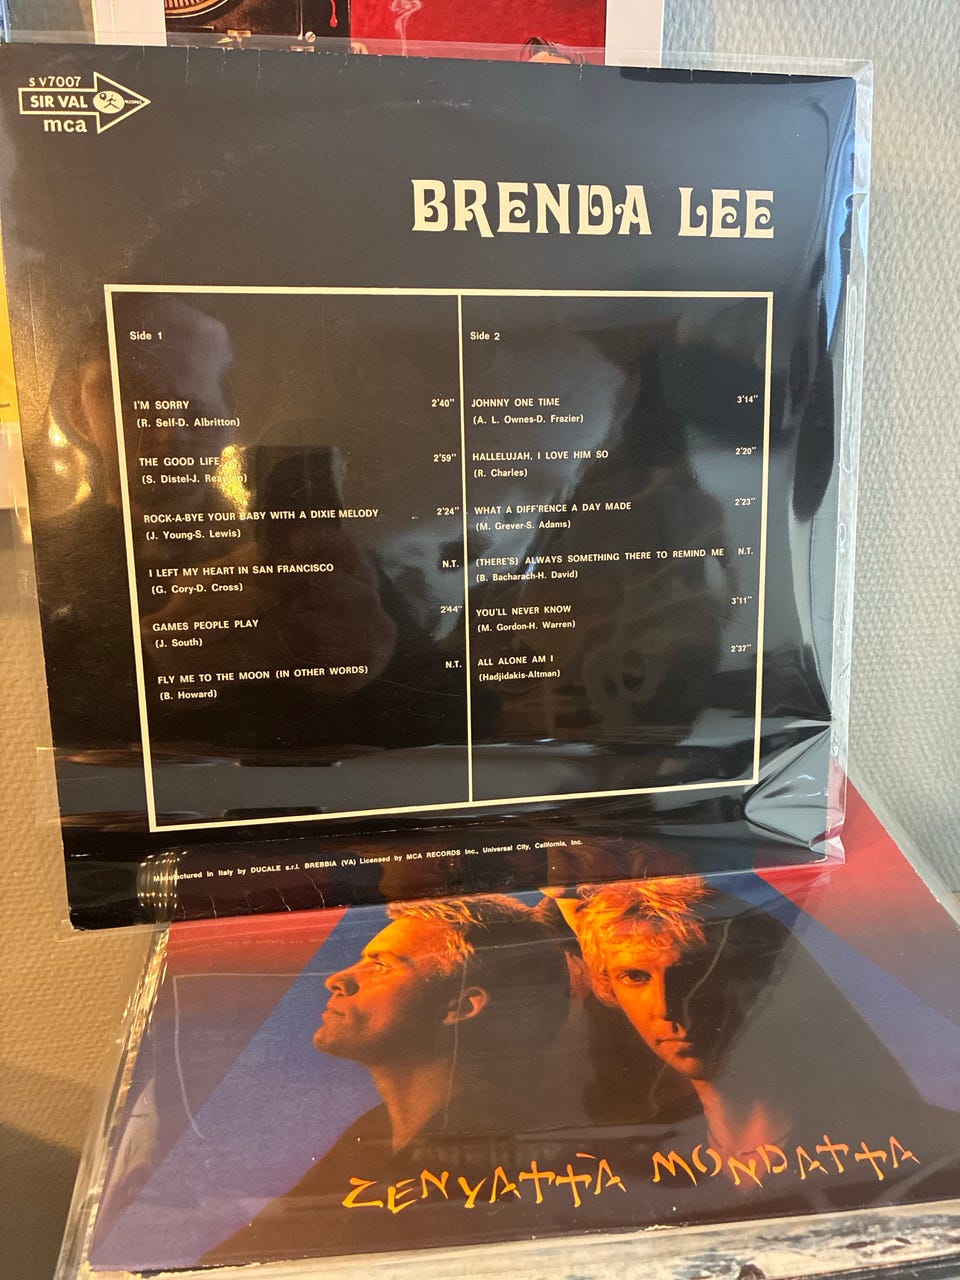 S V7007
SIR VAL RECORDS
mca
BRENDA LEE
Side 1
I'M SORRY 2'40"
(R. Self-D. Albritton)
THE GOOD LIFE 2'59"
(S. Distel-J. Reardon)
ROCK-A-BYE YOUR BABY WITH A DIXIE MELODY 2'24"
(J. Young-S. Lewis)
I LEFT MY HEART IN SAN FRANCISCO N.T.
(G. Cory-D. Cross)
GAMES PEOPLE PLAY 2'44"
(J. South)
FLY ME TO THE MOON (IN OTHER WORDS) N.T.
(B. Howard)
Side 2
JOHNNY ONE TIME 3'14"
(A. L. Ownes-D. Frazier)
HALLELUJAH, I LOVE HIM SO 2'20"
(R. Charles)
WHAT A DIFF'RENCE A DAY MADE 2'23"
(M. Grever-S. Adams)
(THERE'S) ALWAYS SOMETHING THERE TO REMIND ME N.T.
(B. Bacharach-H. David)
YOU'LL NEVER KNOW 3'11"
(M. Gordon-H. Warren)
ALL ALONE AM I 2'37"
(Hadjidakis-Altman)
Manufactured in Italy by DUCALE s.r.l. BREBBIA (VA) Licensed by MCA RECORDS Inc., Universal City, California, Inc.
ZENYATTÀ MONDATTA